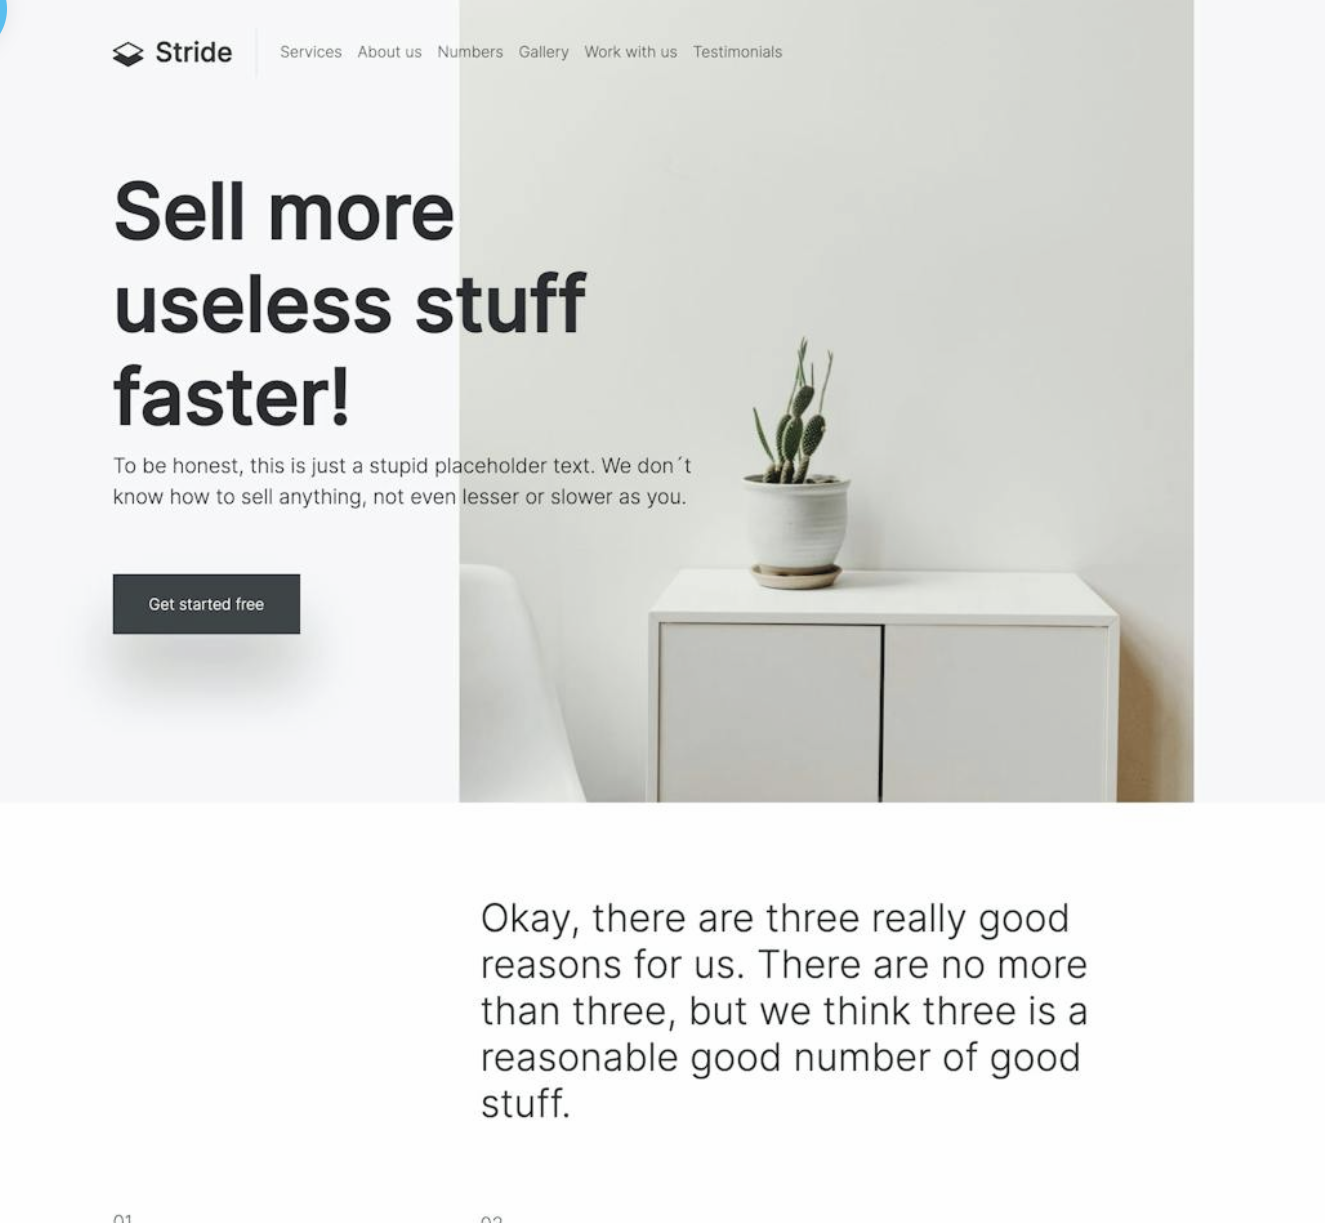 Stride
Services About us Numbers Gallery Work with us Testimonials
Sell more
useless stuff
faster!
To be honest, this is just a stupid placeholder text. We don´t
know how to sell anything, not even lesser or slower as you.
Get started free
Okay, there are three really good
reasons for us. There are no more
than three, but we think three is a
reasonable good number of good
stuff.
01 02